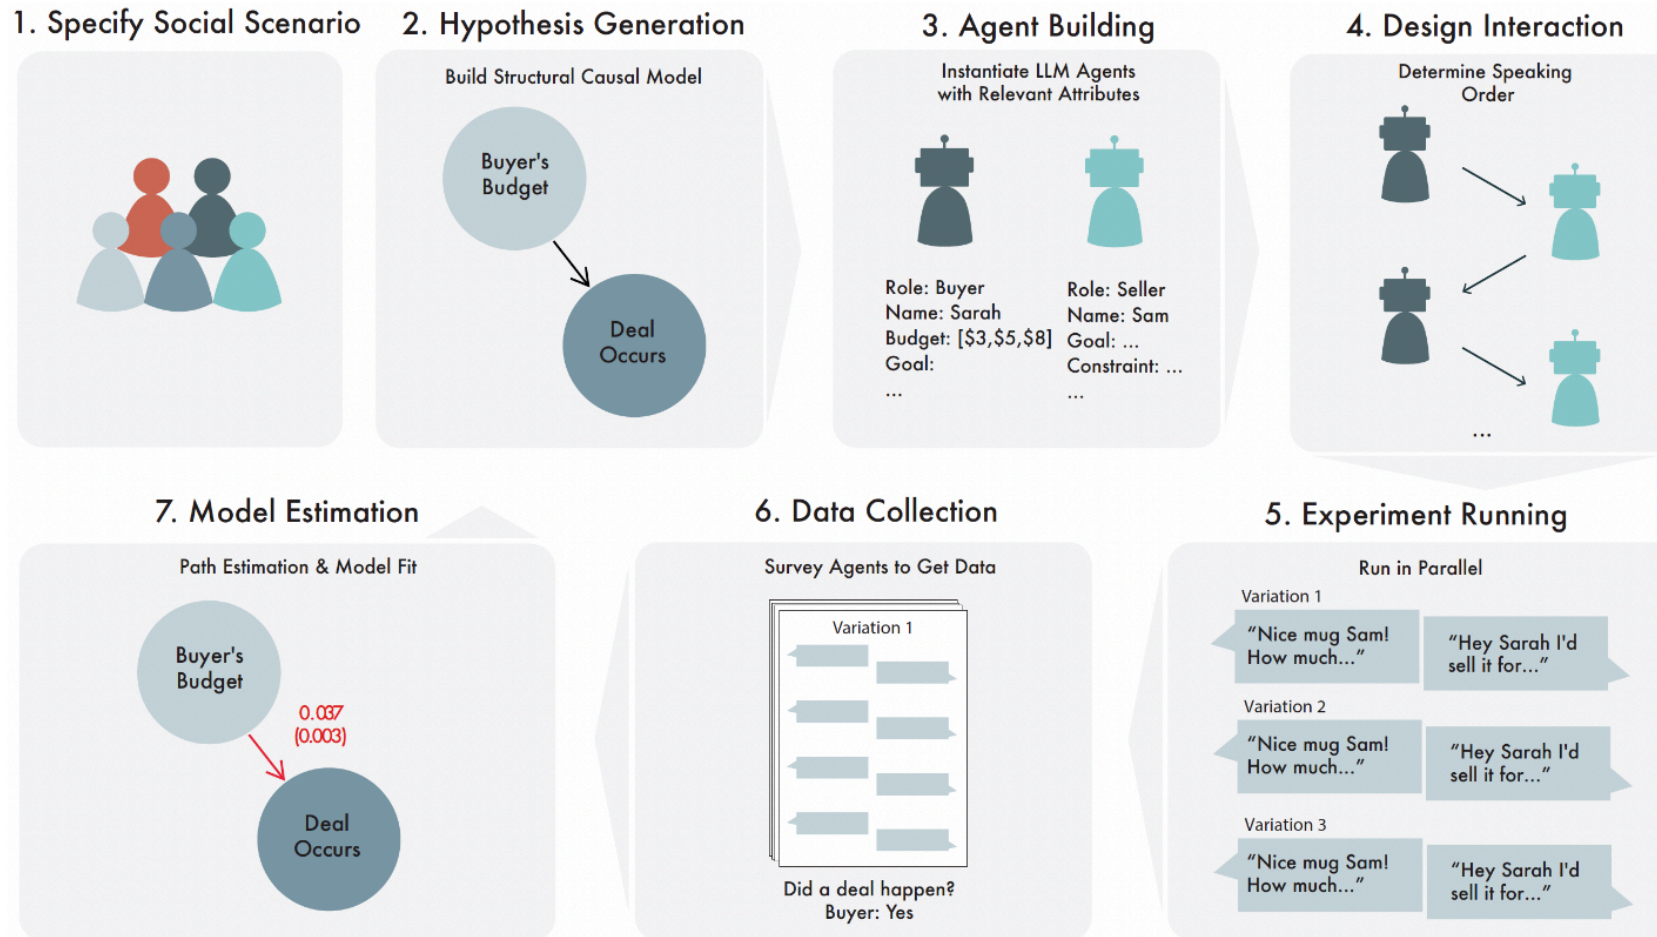 1. Specify Social Scenario
2. Hypothesis Generation
Build Structural Causal Model
Buyer's
Budget
Deal
Occurs
3. Agent Building
Instantiate LLM Agents
with Relevant Attributes
Role: Buyer
Name: Sarah
Budget: [$3,$5,$8]
Goal:
...
Role: Seller
Name: Sam
Goal: ...
Constraint: ...
...
4. Design Interaction
Determine Speaking
Order
...
5. Experiment Running
Run in Parallel
Variation 1
“Nice mug Sam!
How much...”
“Hey Sarah I'd
sell it for...”
Variation 2
“Nice mug Sam!
How much...”
“Hey Sarah I'd
sell it for...”
Variation 3
“Nice mug Sam!
How much...”
“Hey Sarah I'd
sell it for...”
6. Data Collection
Survey Agents to Get Data
Variation 1
Did a deal happen?
Buyer: Yes
7. Model Estimation
Path Estimation & Model Fit
Buyer's
Budget
0.037
(0.003)
Deal
Occurs